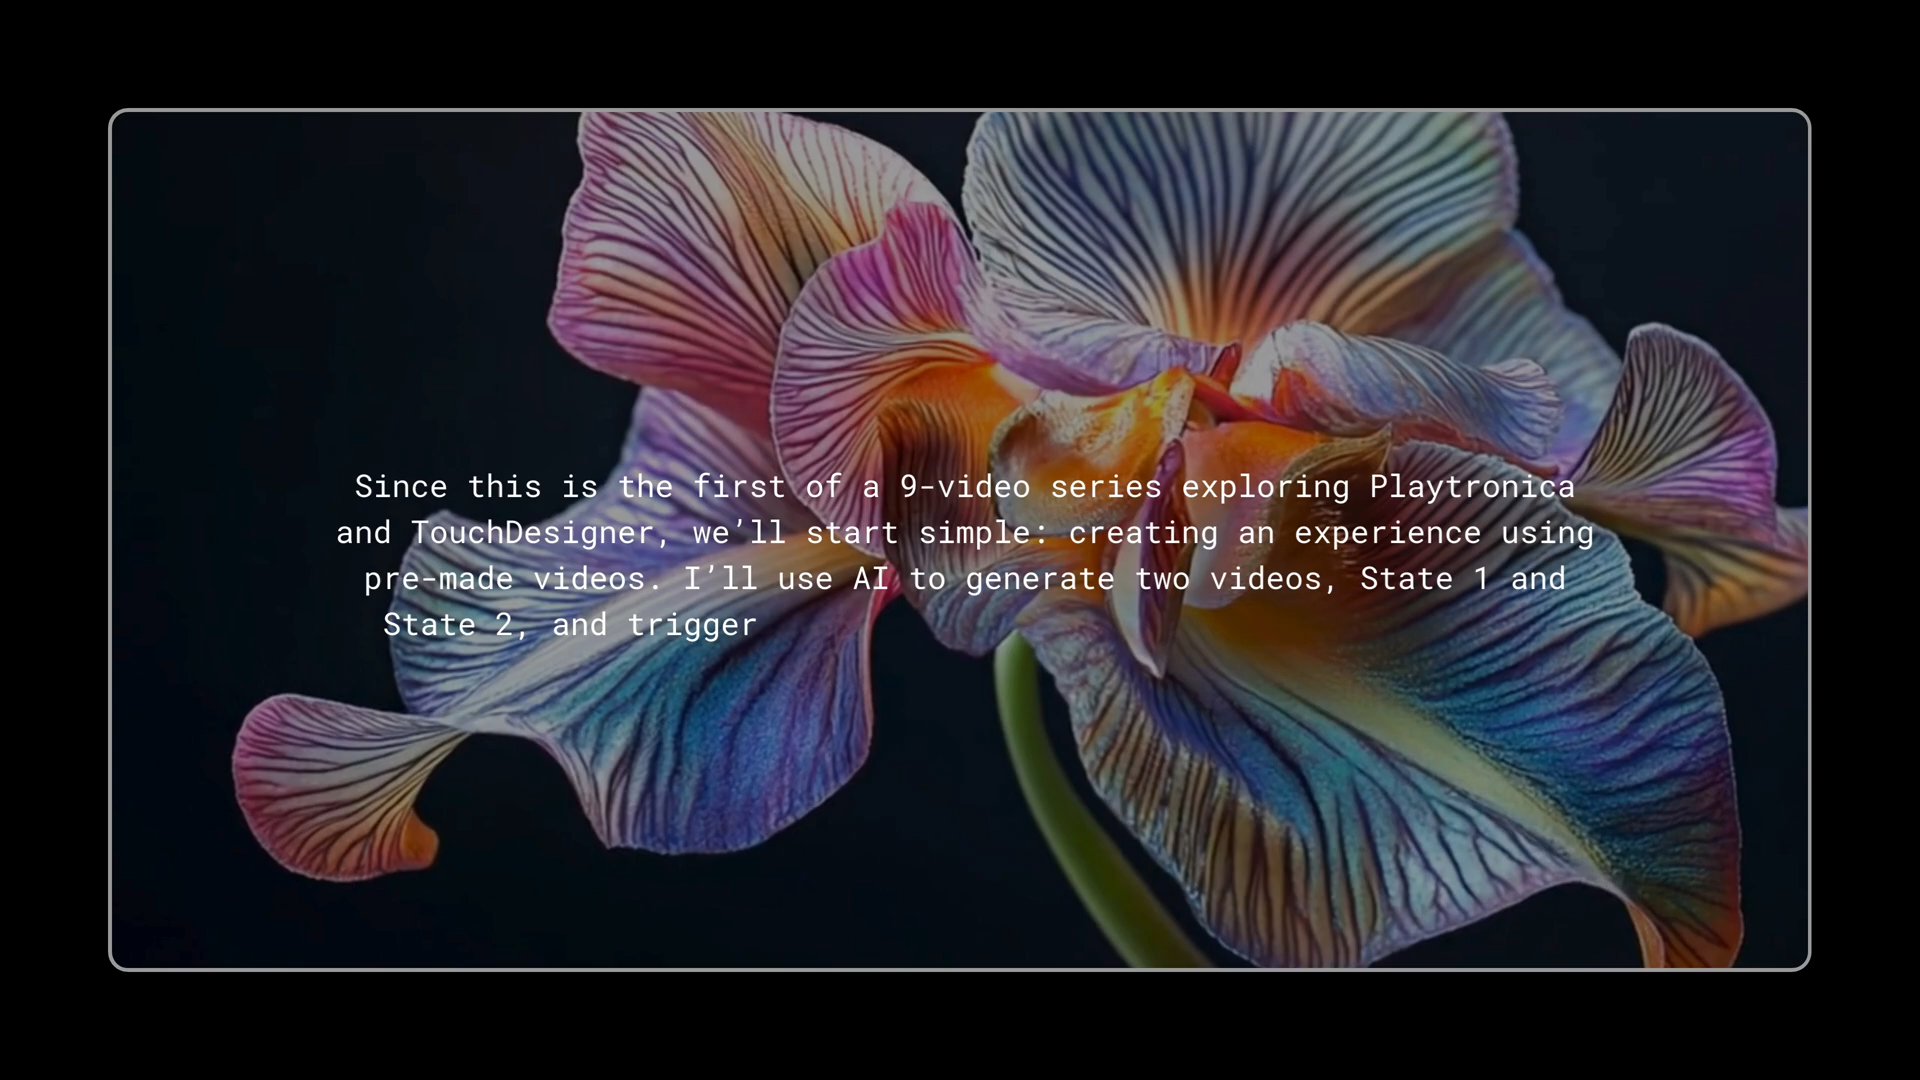 Since this is the first of a 9-video series exploring Playtronica
and TouchDesigner, we’ll start simple: creating an experience using
pre-made videos. I’ll use AI to generate two videos, State 1 and
State 2, and trigger